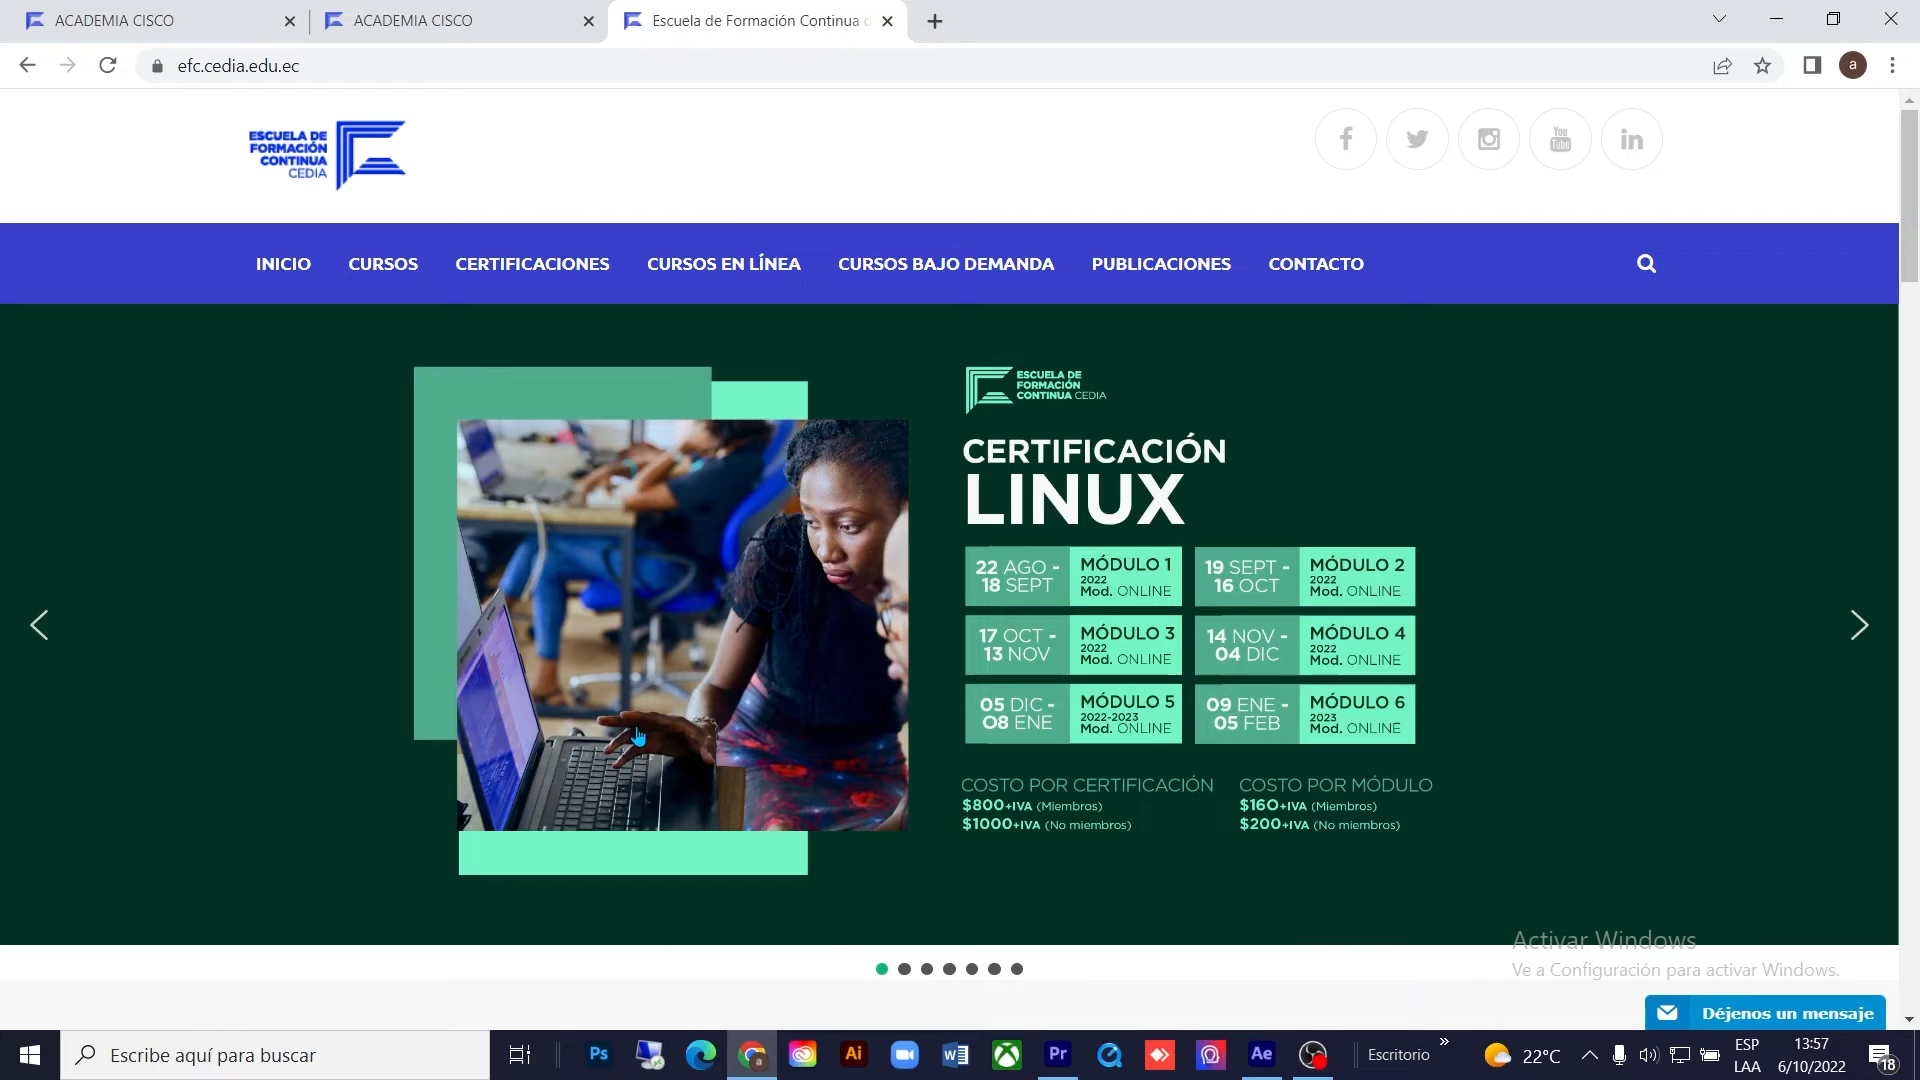 ACADEMIA CISCO
ACADEMIA CISCO
Escuela de Formación Continua d
efc.cedia.edu.ec
a
ESCUELA DE
FORMACIÓN
CONTINUA
CEDIA
You
Tube
INICIO
CURSOS
CERTIFICACIONES
CURSOS EN LÍNEA
CURSOS BAJO DEMANDA
PUBLICACIONES
CONTACTO
ESCUELA DE
FORMACIÓN
CONTINUA CEDIA
CERTIFICACIÓN
LINUX
22 AGO -
18 SEPT
MÓDULO 1
2022
Mod. ONLINE
19 SEPT -
16 OCT
MÓDULO 2
2022
Mod. ONLINE
17 OCT -
13 NOV
MÓDULO 3
2022
Mod. ONLINE
14 NOV -
04 DIC
MÓDULO 4
2022
Mod. ONLINE
05 DIC -
08 ENE
MÓDULO 5
2022-2023
Mod. ONLINE
09 ENE -
05 FEB
MÓDULO 6
2023
Mod. ONLINE
COSTO POR CERTIFICACIÓN
$800+IVA (Miembros)
$1000+IVA (No miembros)
COSTO POR MÓDULO
$160+IVA (Miembros)
$200+IVA (No miembros)
Activar Windows
Ve a Configuración para activar Windows.
Déjenos un mensaje
Escribe aquí para buscar
Ps
Ai
Pr
Ae
Escritorio
22°C
ESP
LAA
13:57
6/10/2022
18